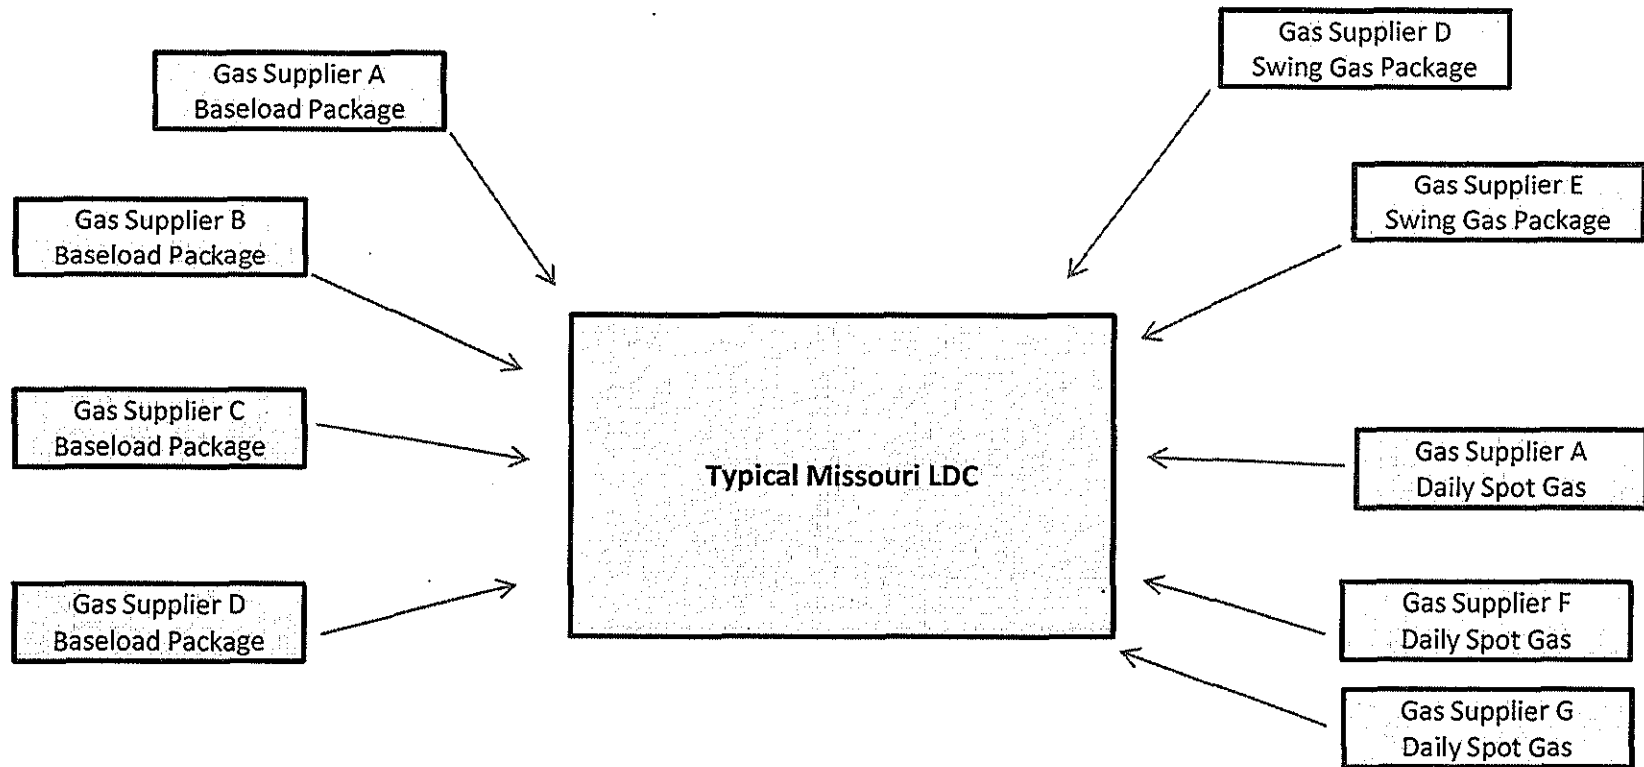 Gas Supplier A
Baseload Package
Gas Supplier B
Baseload Package
Gas Supplier C
Baseload Package
Gas Supplier D
Baseload Package
Typical Missouri LDC
Gas Supplier D
Swing Gas Package
Gas Supplier E
Swing Gas Package
Gas Supplier A
Daily Spot Gas
Gas Supplier F
Daily Spot Gas
Gas Supplier G
Daily Spot Gas